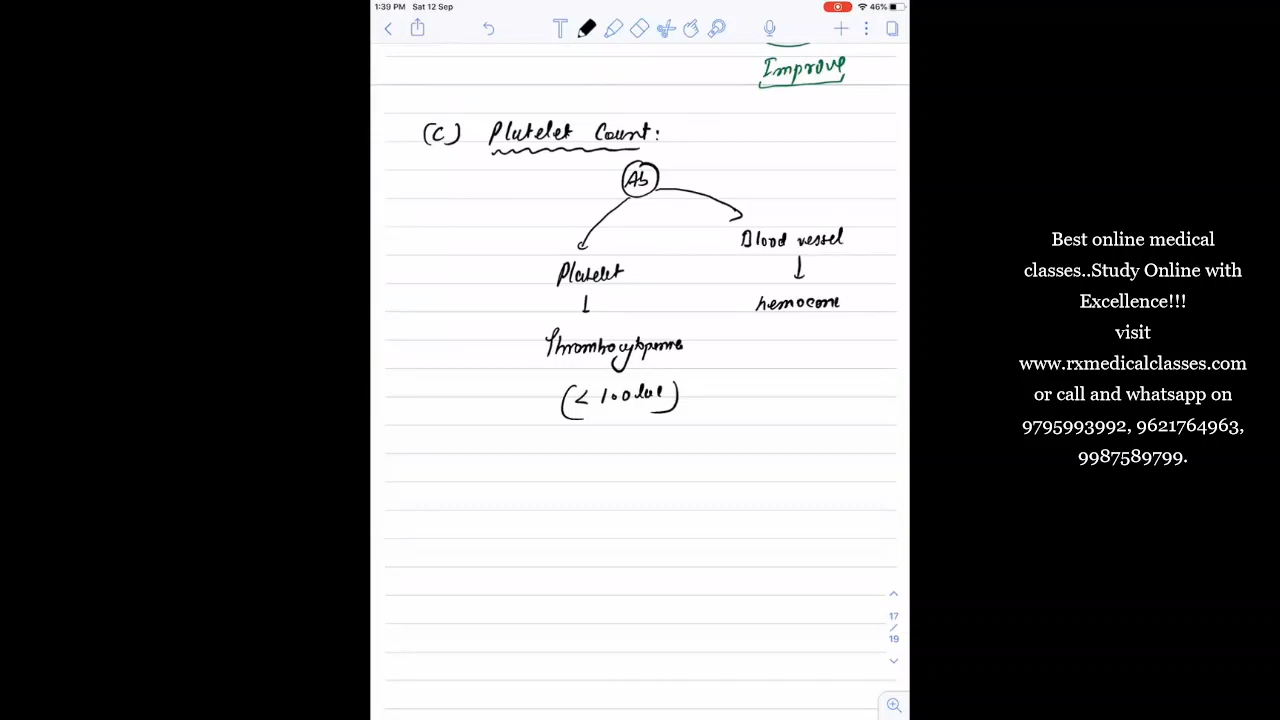 1:39 PM Sat 12 Sep
46%
Improve
(C) Platelet Count:
Ab
Blood vessel
Platelet
hemocone
Thrombocytopenia
17
/
19
Best online medical
classes..Study Online with
Excellence!!!
visit
www.rxmedicalclasses.com
or call and whatsapp on
9795993992, 9621764963,
9987589799.